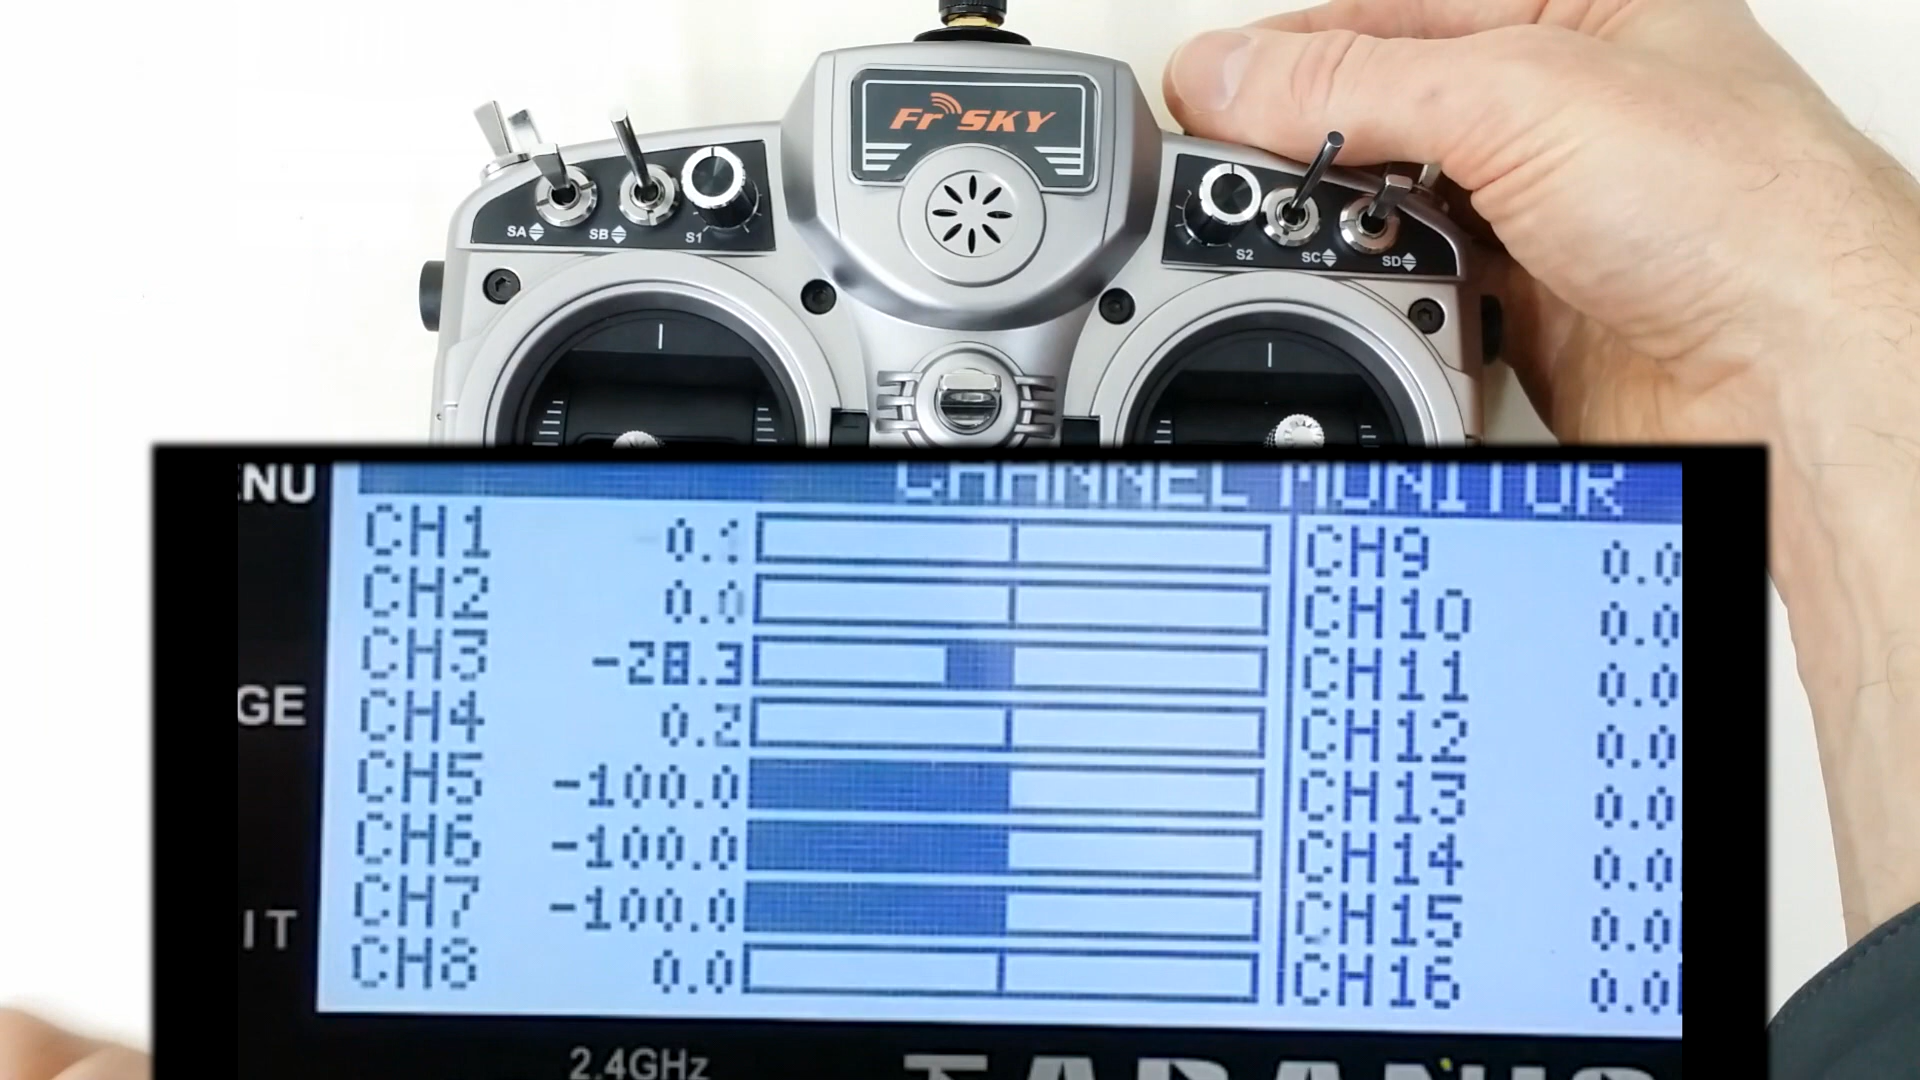 FrSKY
SA
SB
S1
S2
SC
SD
CHANNEL MONITOR
CH1 0.1
CH2 0.0
CH3 -28.3
CH4 0.2
CH5 -100.0
CH6 -100.0
CH7 -100.0
CH8 0.0
CH9 0.0
CH10 0.0
CH11 0.0
CH12 0.0
CH13 0.0
CH14 0.0
CH15 0.0
CH16 0.0
ENU
GE
IT
2.4GHz
TARANIS